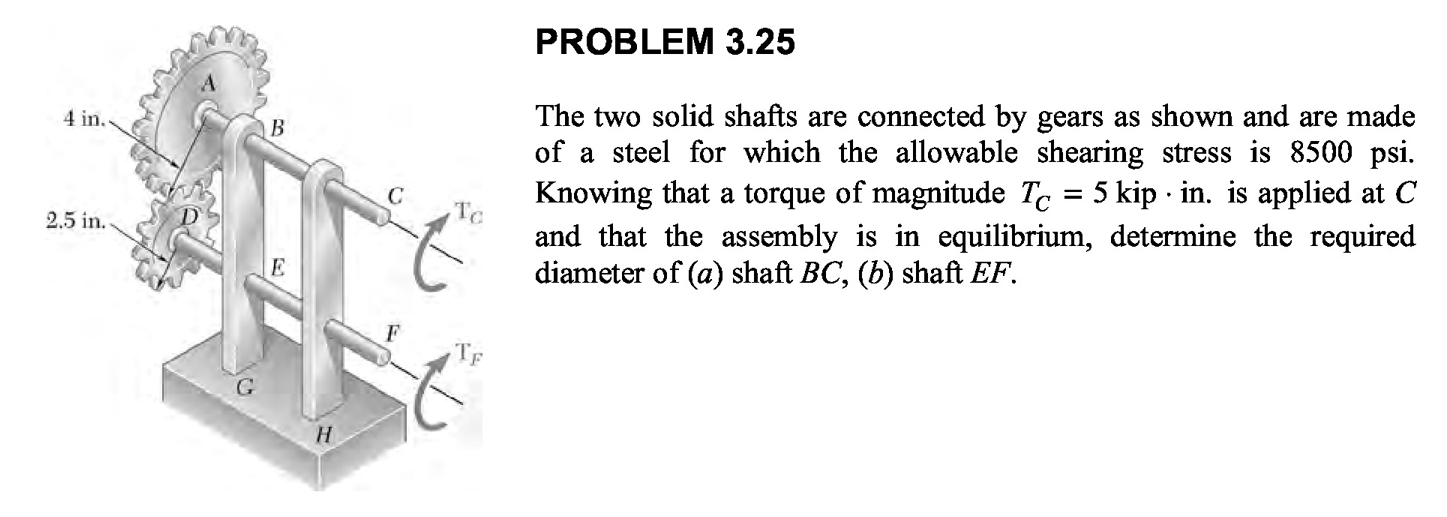 PROBLEM 3.25
The two solid shafts are connected by gears as shown and are made
of a steel for which the allowable shearing stress is 8500 psi.
Knowing that a torque of magnitude T_C = 5 kip · in. is applied at C
and that the assembly is in equilibrium, determine the required
diameter of (a) shaft BC, (b) shaft EF.
A
4 in.
B
C
T_C
2.5 in.
D
E
F
T_F
G
H